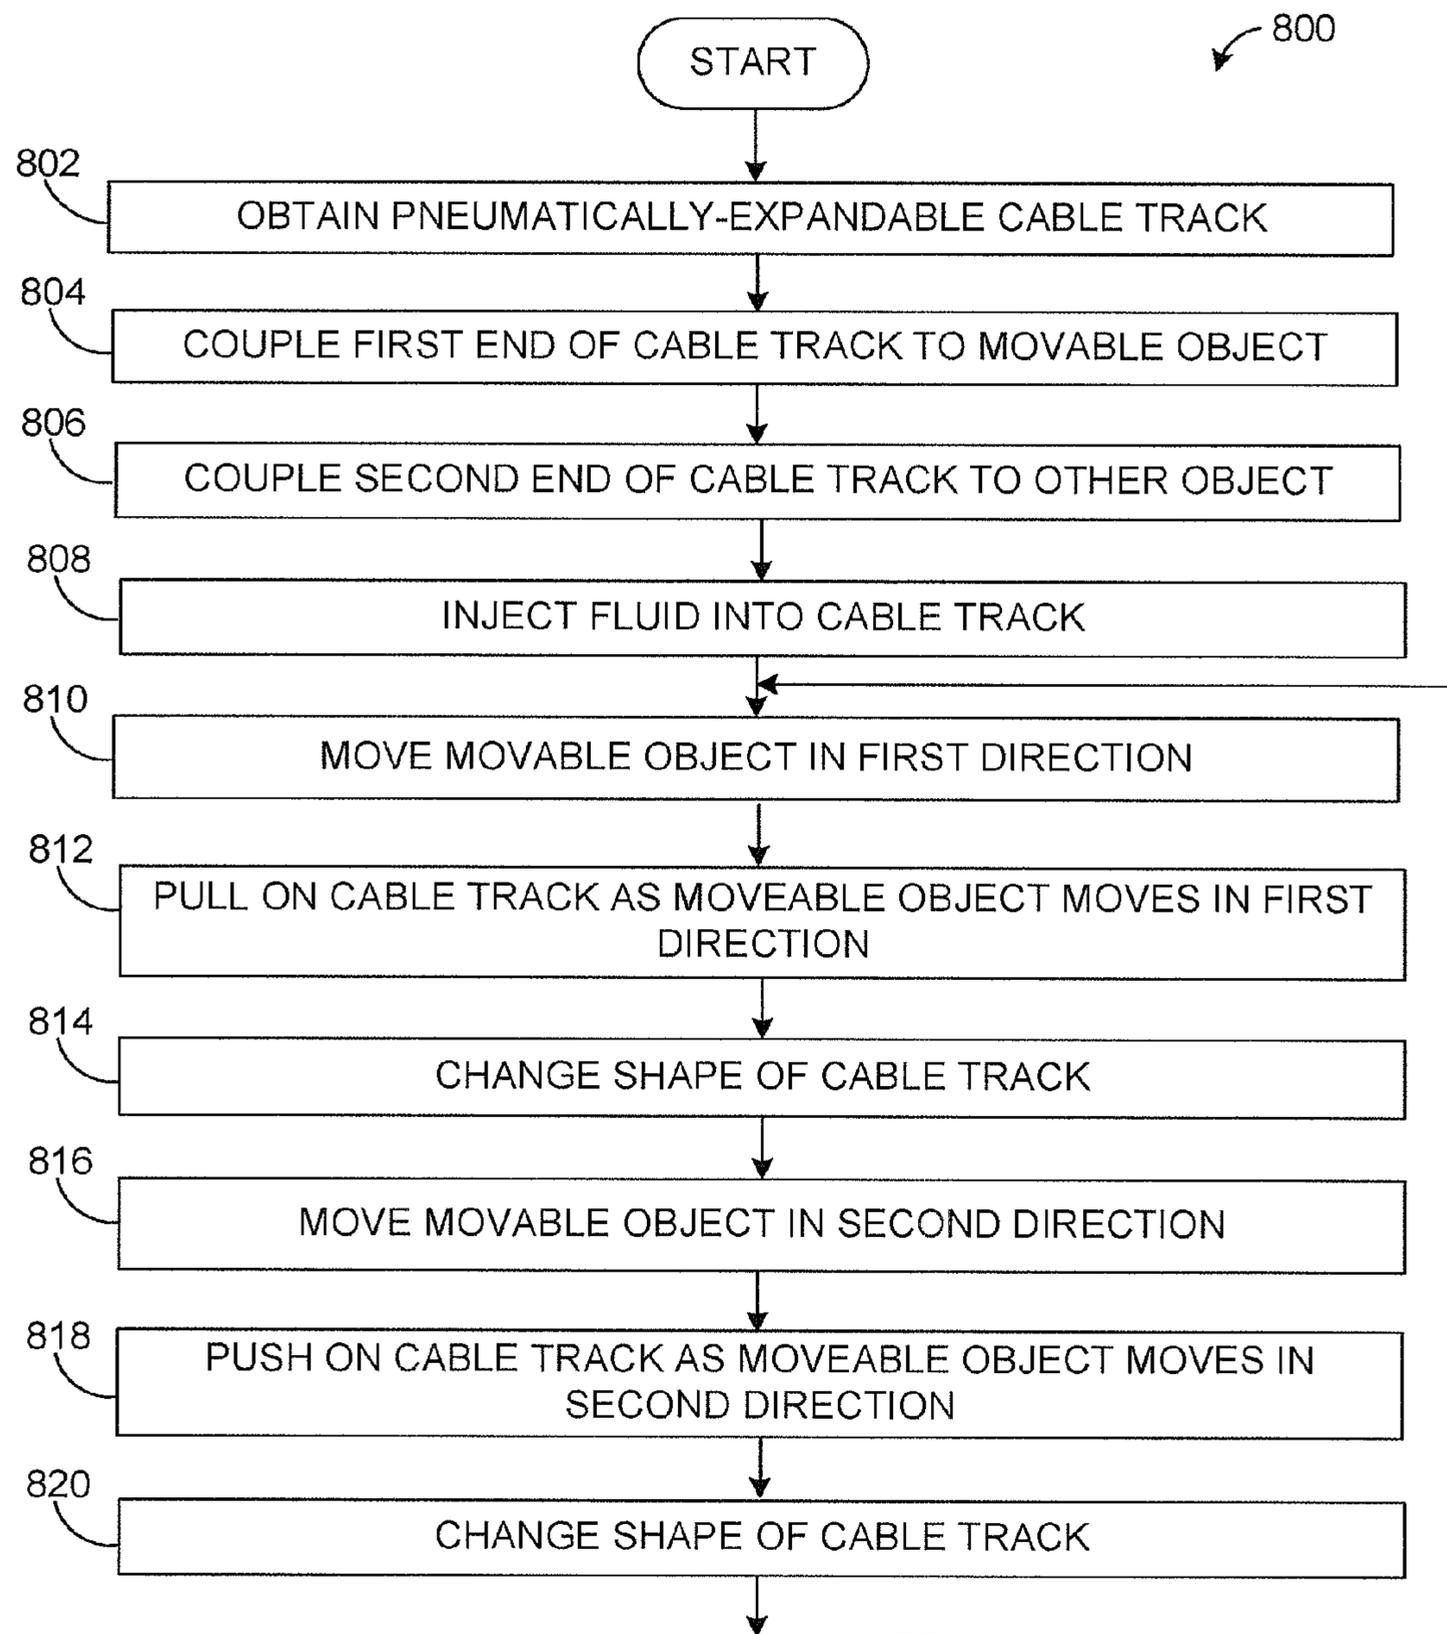 START
800
802
OBTAIN PNEUMATICALLY-EXPANDABLE CABLE TRACK
804
COUPLE FIRST END OF CABLE TRACK TO MOVABLE OBJECT
806
COUPLE SECOND END OF CABLE TRACK TO OTHER OBJECT
808
INJECT FLUID INTO CABLE TRACK
810
MOVE MOVABLE OBJECT IN FIRST DIRECTION
812
PULL ON CABLE TRACK AS MOVEABLE OBJECT MOVES IN FIRST
DIRECTION
814
CHANGE SHAPE OF CABLE TRACK
816
MOVE MOVABLE OBJECT IN SECOND DIRECTION
818
PUSH ON CABLE TRACK AS MOVEABLE OBJECT MOVES IN
SECOND DIRECTION
820
CHANGE SHAPE OF CABLE TRACK